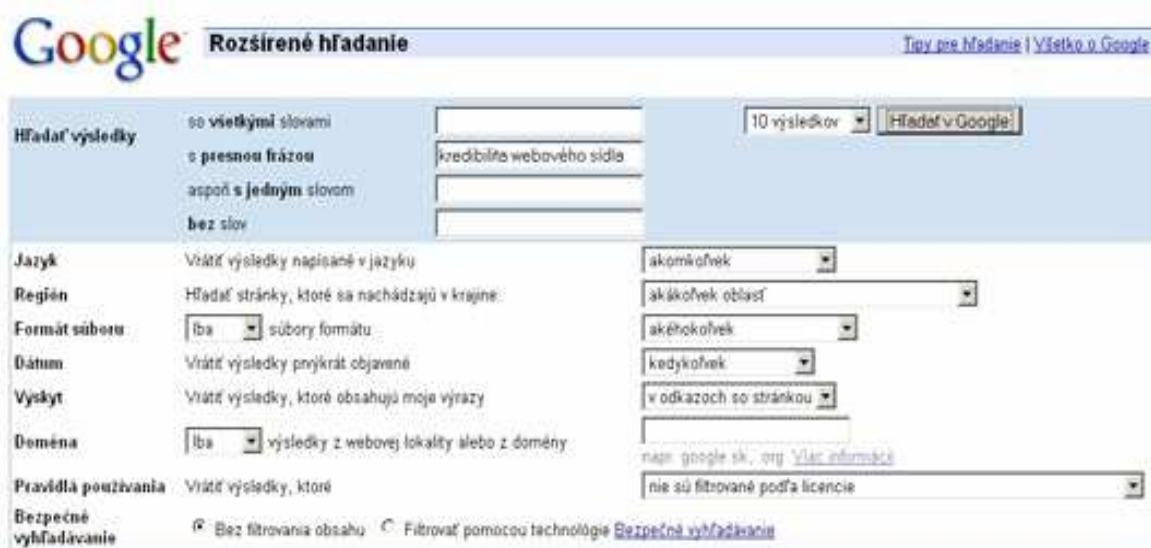 Google Rozšírené hľadanie Tipy pre hľadanie | Všetko o Google
Hľadať výsledky
so všetkými slovami 10 výsledkov Hľadať v Google
s presnou frázou kredibilita webového sídla
aspoň s jedným slovom
bez slov
Jazyk Vrátiť výsledky napísané v jazyku akomkoľvek
Región Hľadať stránky, ktoré sa nachádzajú v krajine: akákoľvek oblasť
Formát súboru Iba súbory formátu akéhokoľvek
Dátum Vrátiť výsledky prvýkrát objavené kedykoľvek
Výskyt Vrátiť výsledky, ktoré obsahujú moje výrazy v odkazoch so stránkou
Doména Iba výsledky z webovej lokality alebo z domény
napr. google.sk, .org Viac informácií
Pravidlá používania Vrátiť výsledky, ktoré nie sú filtrované podľa licencie
Bezpečné vyhľadávanie Bez filtrovania obsahu Filtrovať pomocou technológie Bezpečné vyhľadávanie